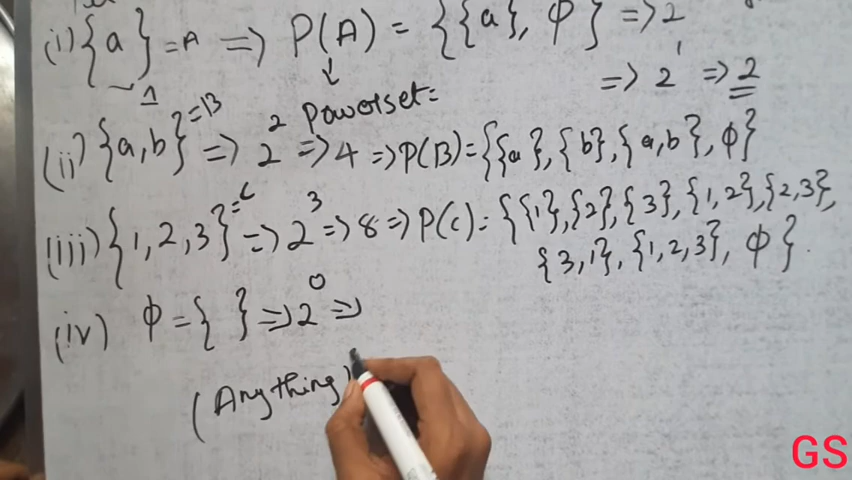 (i) {a} = A => P(A) = {{a}, ϕ} => 2
~ 1 => 2¹ => 2
Powerset:
(ii) {a,b} = B => 2² => 4 => P(B) = {{a}, {b}, {a,b}, ϕ}
(iii) {1, 2, 3} = C => 2³ => 8 => P(C) = {{1}, {2}, {3}, {1, 2}, {2, 3},
{3, 1}, {1, 2, 3}, ϕ}.
(iv) ϕ = { } => 2⁰ =>
(Anything)
GS